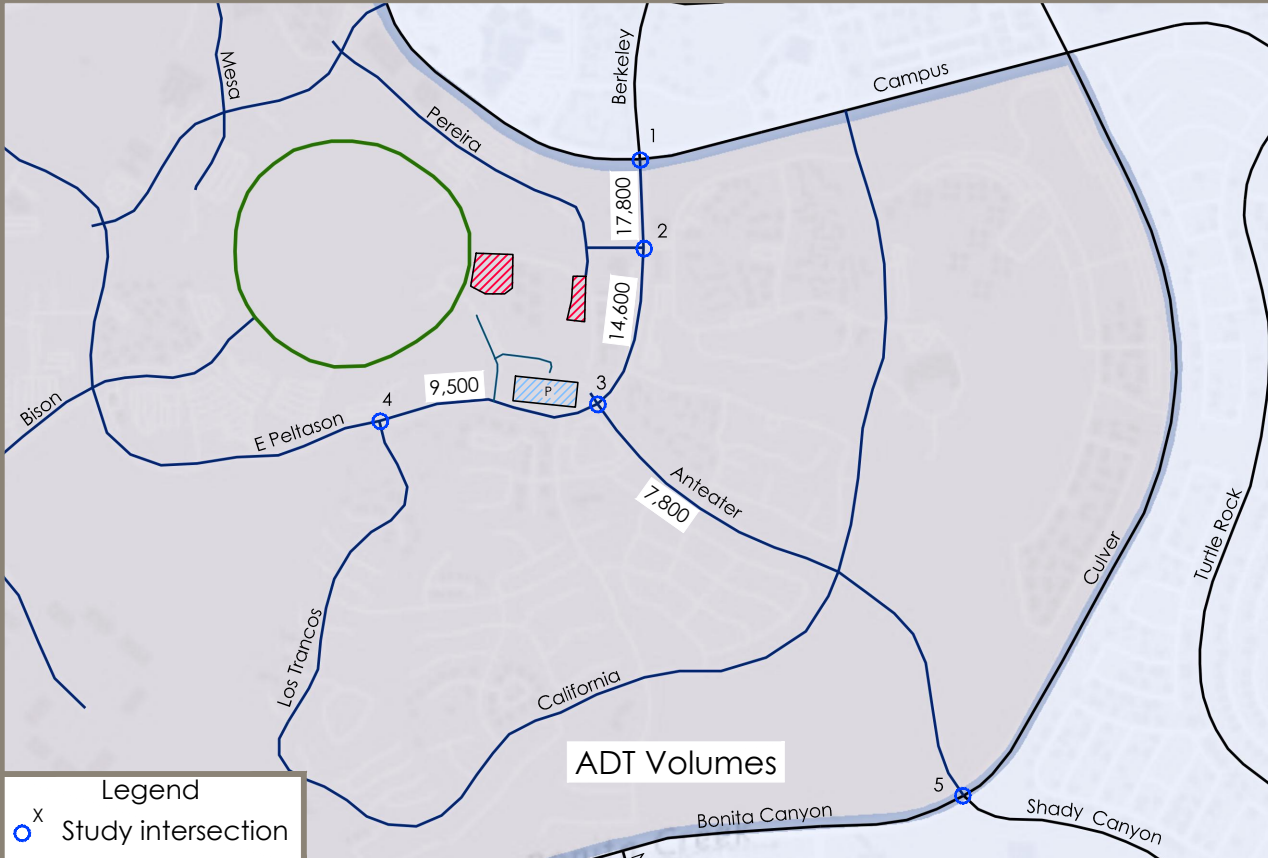 Mesa
Berkeley
Campus
Pereira
1
17,800
2
14,600
9,500
P
3
4
Bison
E Peltason
Anteater
7,800
Turtle Rock
Culver
Los Trancos
California
ADT Volumes
5
Bonita Canyon
Shady Canyon
Legend
X
Study intersection